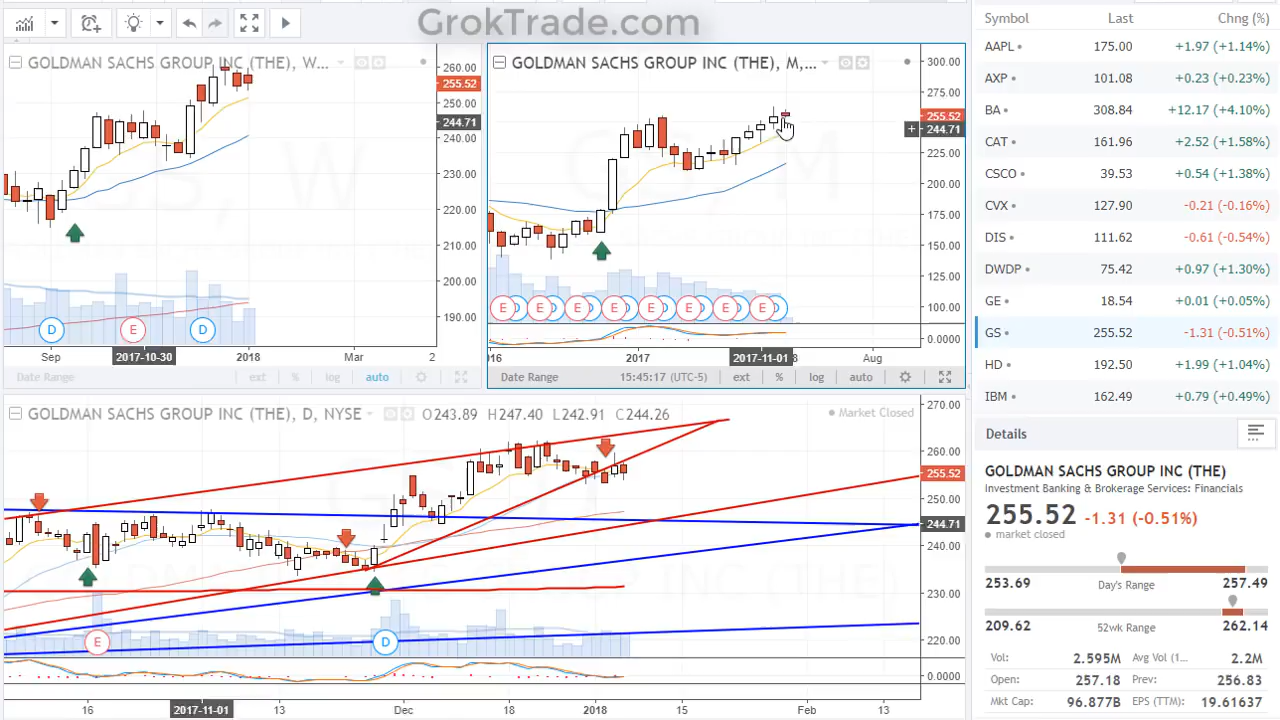 GrokTrade.com
GOLDMAN SACHS GROUP INC (THE), W...
260.00
255.52
250.00
244.71
240.00
230.00
220.00
210.00
200.00
190.00
D
E
D
Sep
2017-10-30
2018
Mar
2
Date Range
ext
%
log
auto
GOLDMAN SACHS GROUP INC (THE), M,...
300.00
275.00
255.52
+ 244.71
225.00
200.00
175.00
150.00
125.00
100.00
E D E D E D E D E D E D E D E D
0.0000
2017
2017-11-01
Aug
Date Range
15:45:17 (UTC-5)
ext
%
log
auto
GOLDMAN SACHS GROUP INC (THE), D, NYSE
O243.89 H247.40 L242.91 C244.26
Market Closed
270.00
260.00
255.52
250.00
244.71
240.00
230.00
220.00
E
D
0.0000
16
2017-11-01
13
Dec
18
2018
15
Feb
13
Symbol Last Chng (%)
AAPL 175.00 +1.97 (+1.14%)
AXP 101.08 +0.23 (+0.23%)
BA 308.84 +12.17 (+4.10%)
CAT 161.96 +2.52 (+1.58%)
CSCO 39.53 +0.54 (+1.38%)
CVX 127.90 -0.21 (-0.16%)
DIS 111.62 -0.61 (-0.54%)
DWDP 75.42 +0.97 (+1.30%)
GE 18.54 +0.01 (+0.05%)
GS 255.52 -1.31 (-0.51%)
HD 192.50 +1.99 (+1.04%)
IBM 162.49 +0.79 (+0.49%)
Details
GOLDMAN SACHS GROUP INC (THE)
Investment Banking & Brokerage Services: Financials
255.52 -1.31 (-0.51%)
market closed
253.69 Day's Range 257.49
209.62 52wk Range 262.14
Vol: 2.595M Avg Vol (1... 2.2M
Open: 257.18 Prev: 256.83
Mkt Cap: 96.877B EPS (TTM): 19.61637